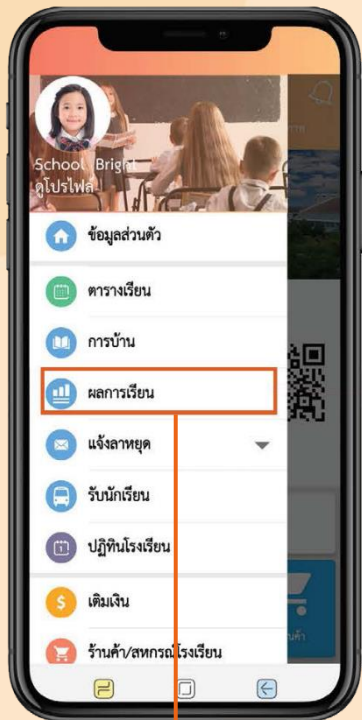 School Bright
ดูโปรไฟล์
ข้อมูลส่วนตัว
ตารางเรียน
การบ้าน
ผลการเรียน
แจ้งลาหยุด
รับนักเรียน
ปฏิทินโรงเรียน
เติมเงิน
ร้านค้า/สหกรณ์โรงเรียน